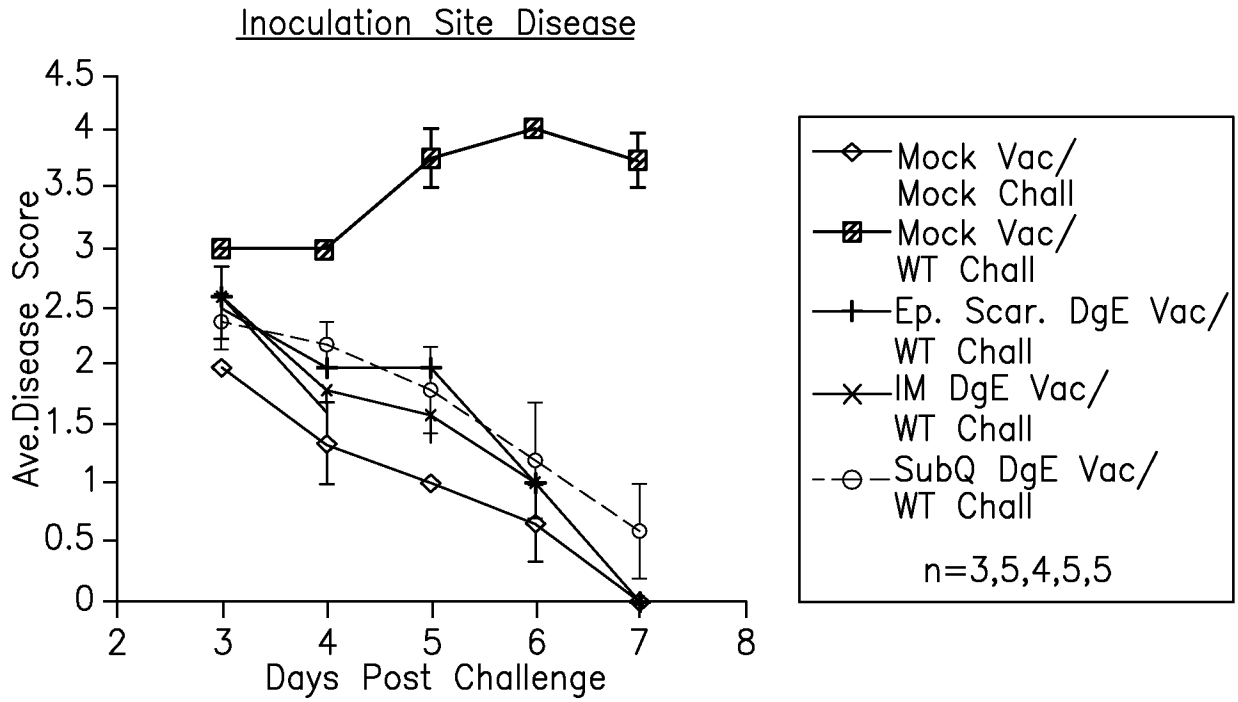 Inoculation Site Disease
4.5
4
3.5
3
2.5
2
1.5
1
0.5
0
Ave.Disease Score
2 3 4 5 6 7 8
Days Post Challenge
Mock Vac/
Mock Chall
Mock Vac/
WT Chall
Ep. Scar. DgE Vac/
WT Chall
IM DgE Vac/
WT Chall
SubQ DgE Vac/
WT Chall
n=3,5,4,5,5